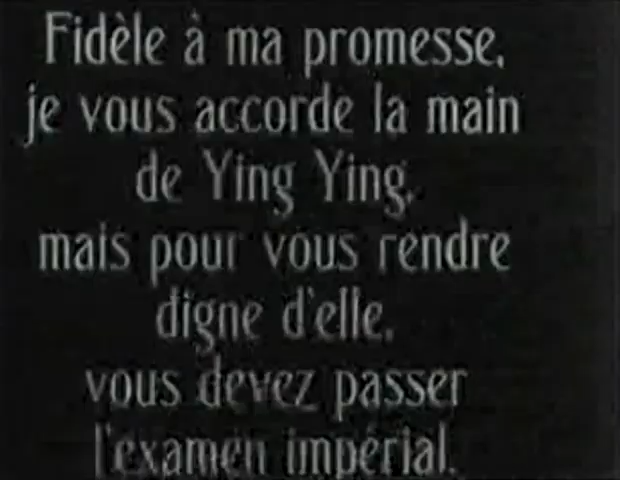 Fidèle à ma promesse,
je vous accorde la main
de Ying Ying,
mais pour vous rendre
digne d'elle,
vous devez passer
l'examen impérial.